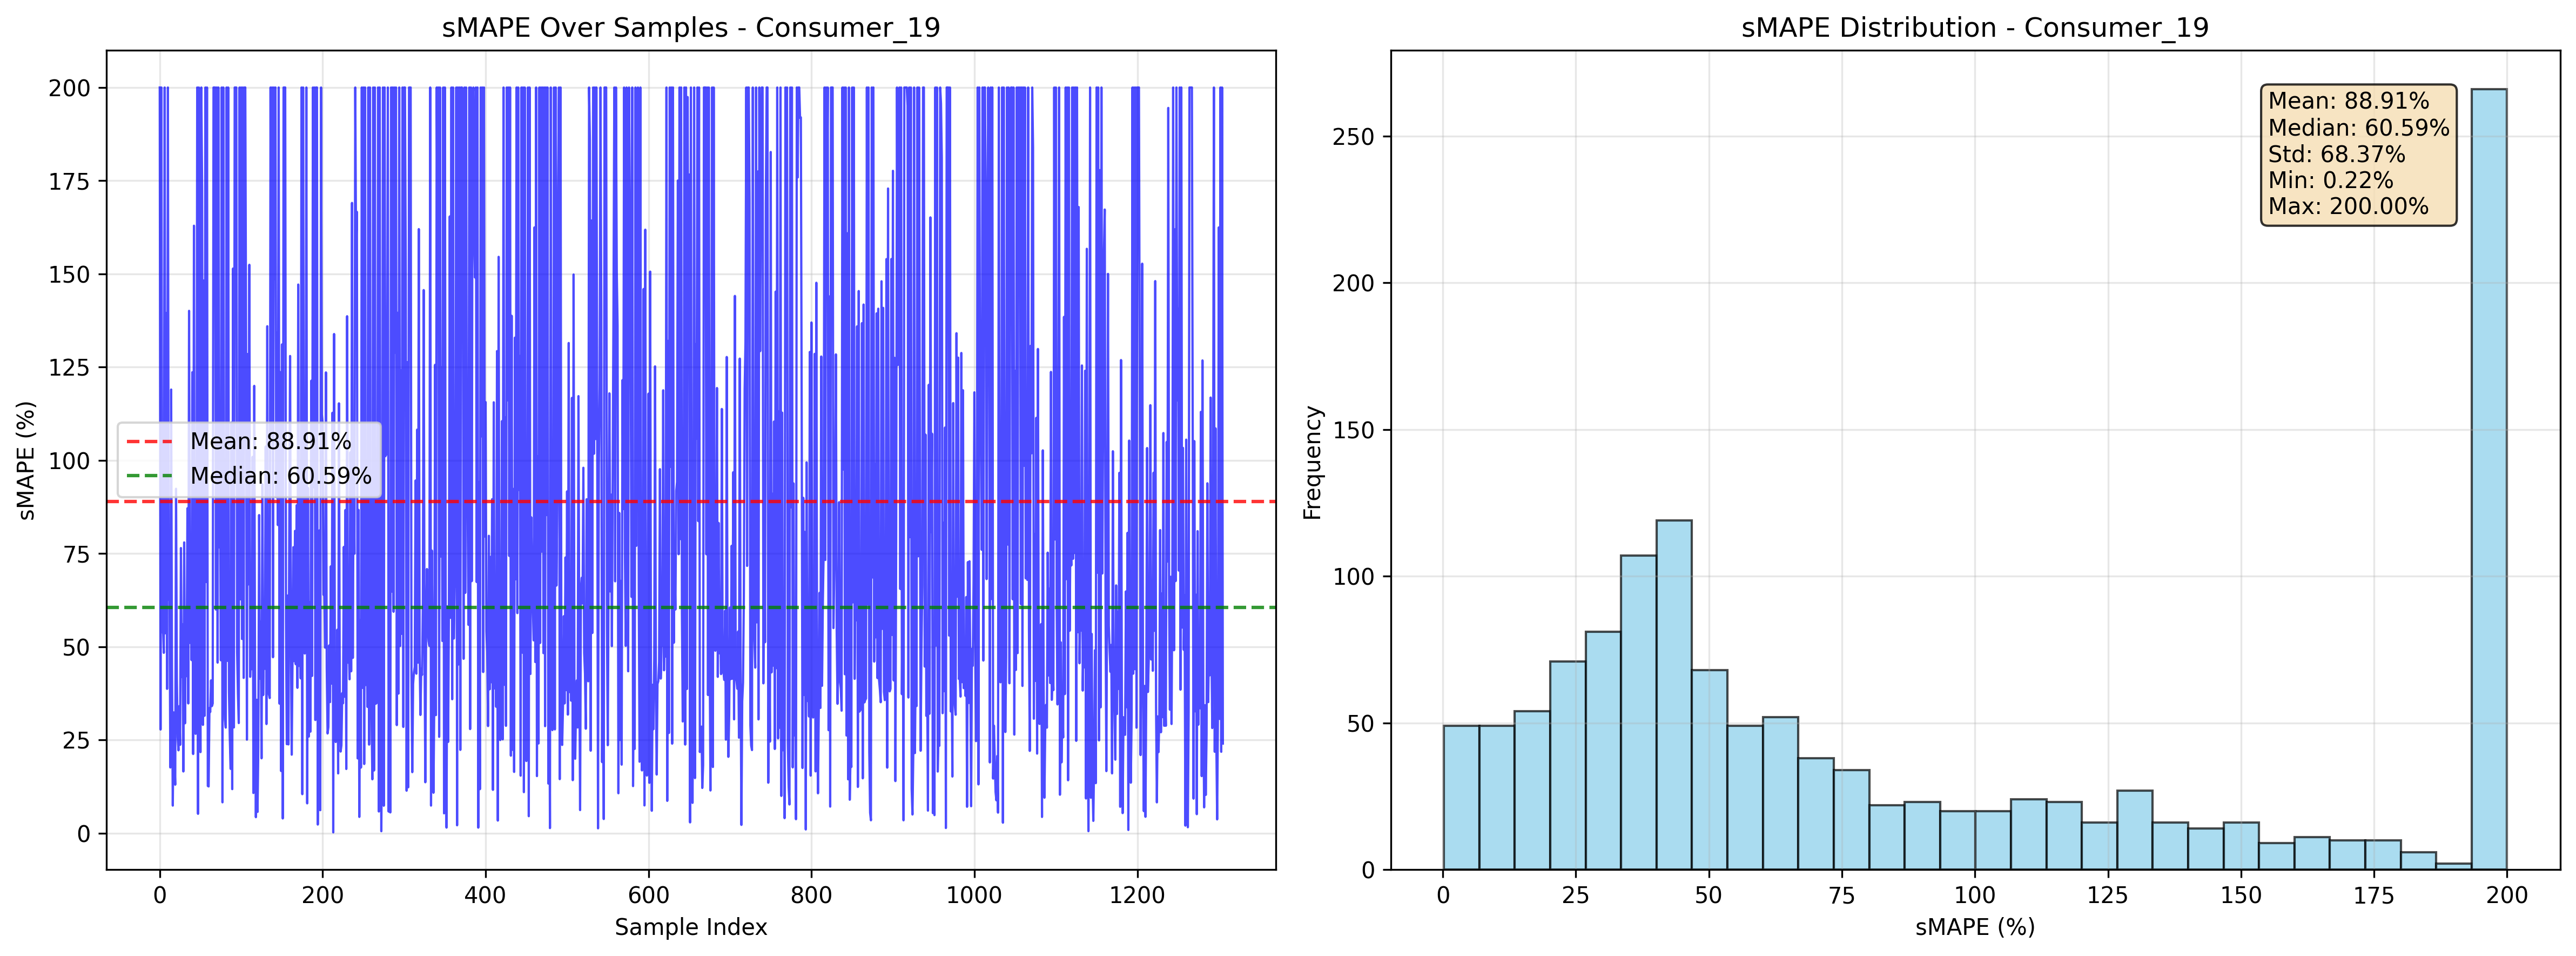 sMAPE Over Samples - Consumer_19
sMAPE (%)
200
175
150
125
100
75
50
25
0
Mean: 88.91%
Median: 60.59%
0 200 400 600 800 1000 1200
Sample Index
sMAPE Distribution - Consumer_19
Frequency
250
200
150
100
50
0
Mean: 88.91%
Median: 60.59%
Std: 68.37%
Min: 0.22%
Max: 200.00%
0 25 50 75 100 125 150 175 200
sMAPE (%)